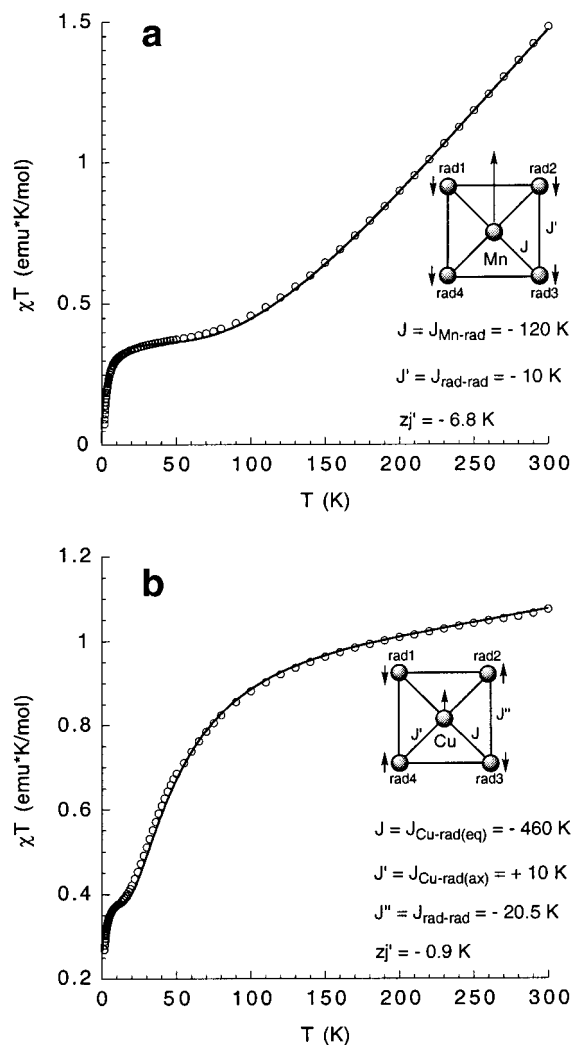 a
1.5
1
0.5
0
χT (emu*K/mol)
rad1
rad2
J'
J
Mn
rad4
rad3
J = J_Mn-rad = - 120 K
J' = J_rad-rad = - 10 K
zj' = - 6.8 K
0 50 100 150 200 250 300
T (K)
b
1.2
1
0.8
0.6
0.4
0.2
χT (emu*K/mol)
rad1
rad2
J''
J'
Cu
J
rad4
rad3
J = J_Cu-rad(eq) = - 460 K
J' = J_Cu-rad(ax) = + 10 K
J'' = J_rad-rad = - 20.5 K
zj' = - 0.9 K
0 50 100 150 200 250 300
T (K)